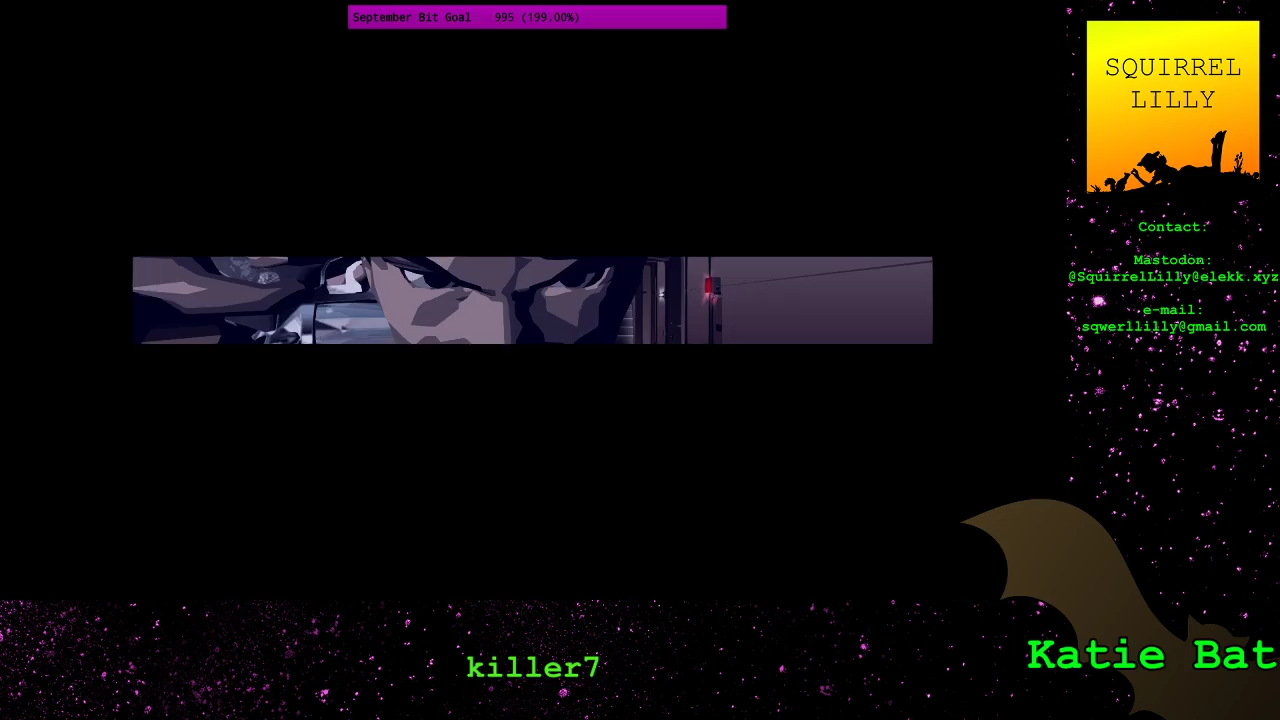 September Bit Goal 995 (199.00%)
SQUIRREL
LILLY
Contact:
Mastodon:
@SquirrelLilly@elekk.xyz
e-mail:
sqwerllilly@gmail.com
killer7
Katie Bat